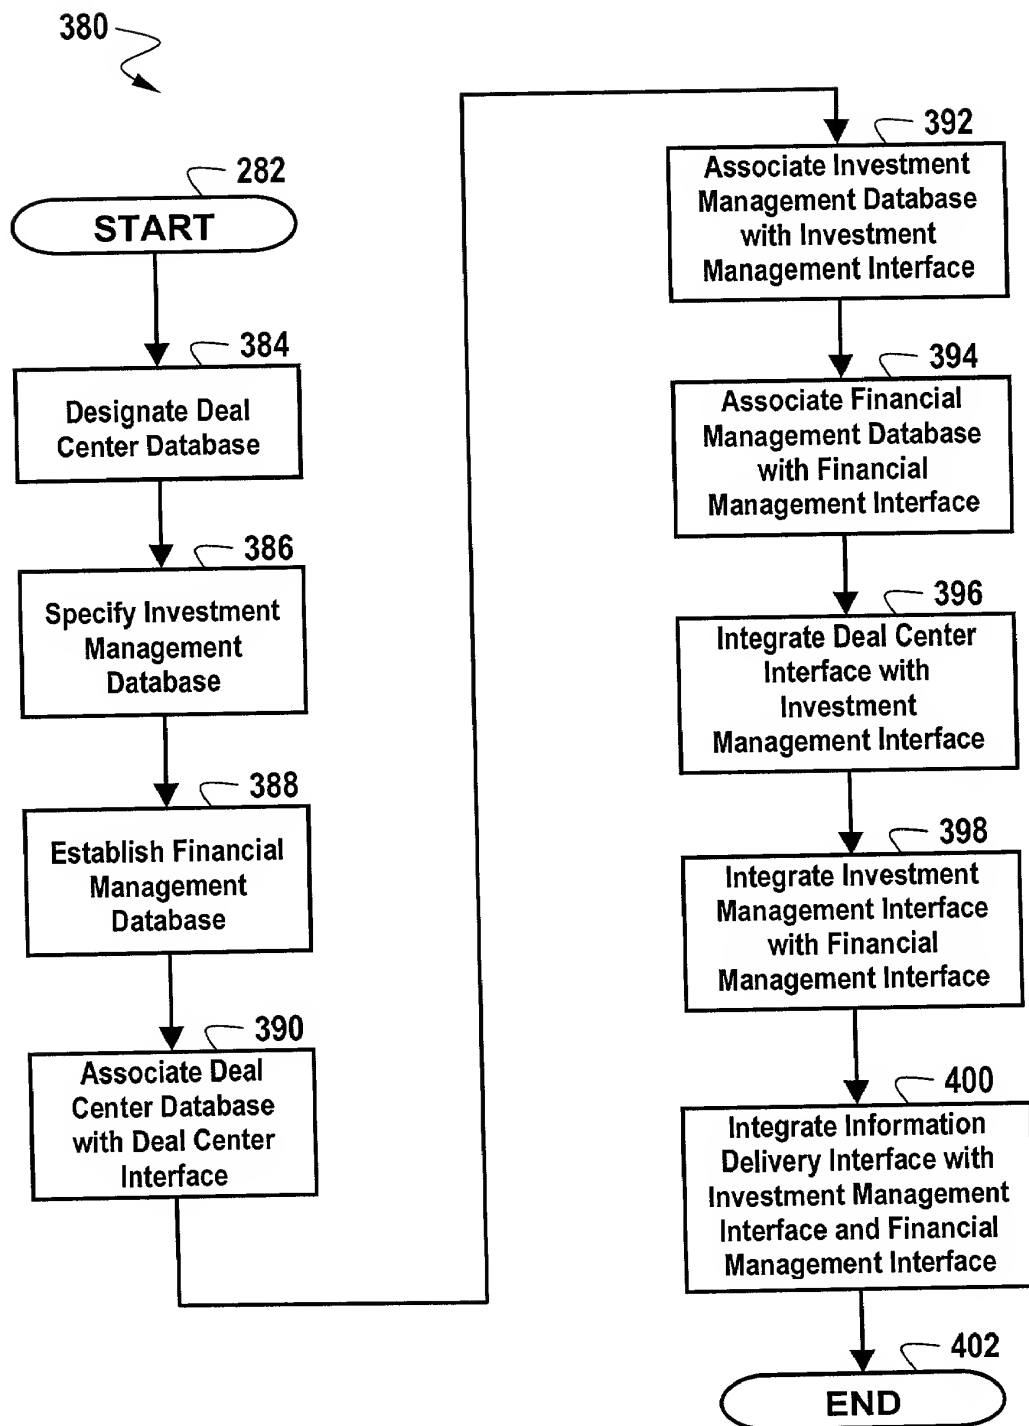 380
282
START
384
Designate Deal
Center Database
386
Specify Investment
Management
Database
388
Establish Financial
Management
Database
390
Associate Deal
Center Database
with Deal Center
Interface
392
Associate Investment
Management Database
with Investment
Management Interface
394
Associate Financial
Management Database
with Financial
Management Interface
396
Integrate Deal Center
Interface with
Investment
Management Interface
398
Integrate Investment
Management Interface
with Financial
Management Interface
400
Integrate Information
Delivery Interface with
Investment Management
Interface and Financial
Management Interface
402
END